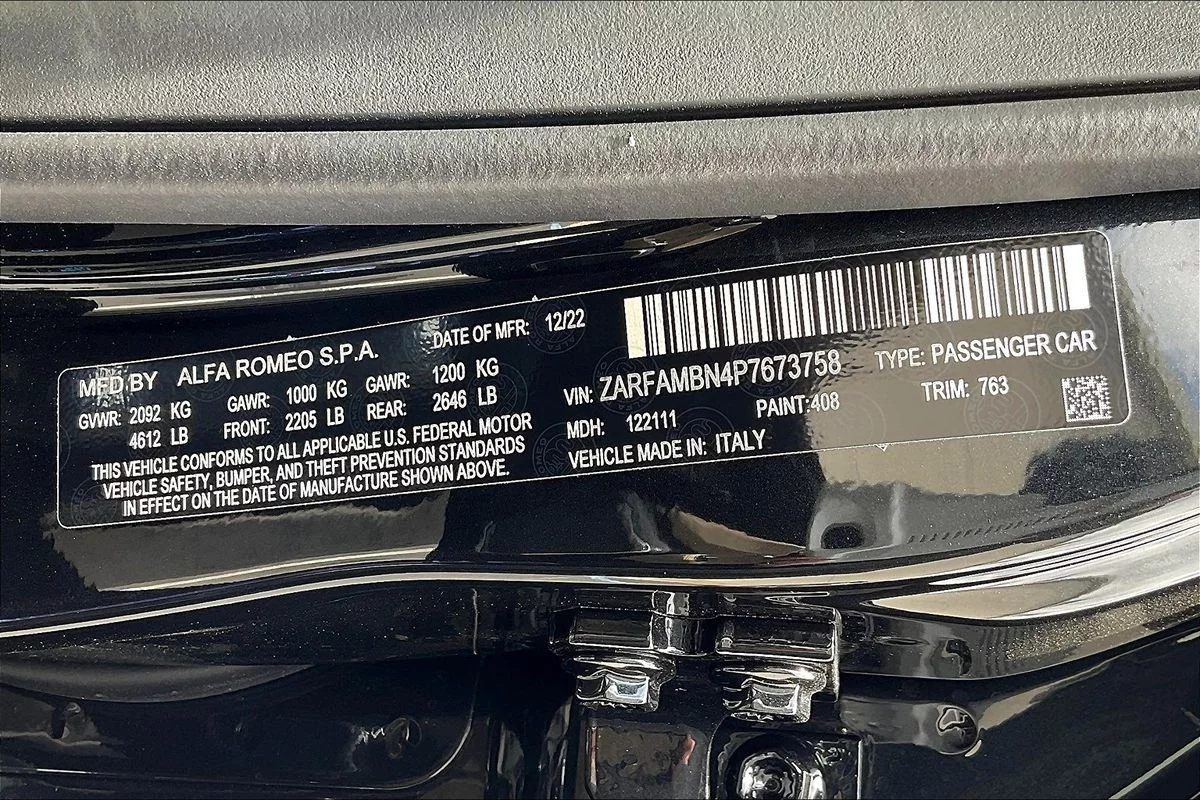 MFD BY ALFA ROMEO S.P.A. DATE OF MFR: 12/22
GVWR: 2092 KG GAWR: 1000 KG GAWR: 1200 KG
4612 LB FRONT: 2205 LB REAR: 2646 LB
THIS VEHICLE CONFORMS TO ALL APPLICABLE U.S. FEDERAL MOTOR
VEHICLE SAFETY, BUMPER, AND THEFT PREVENTION STANDARDS
IN EFFECT ON THE DATE OF MANUFACTURE SHOWN ABOVE.
VIN: ZARFAMBN4P7673758 TYPE: PASSENGER CAR
MDH: 122111 PAINT:408 TRIM: 763
VEHICLE MADE IN: ITALY